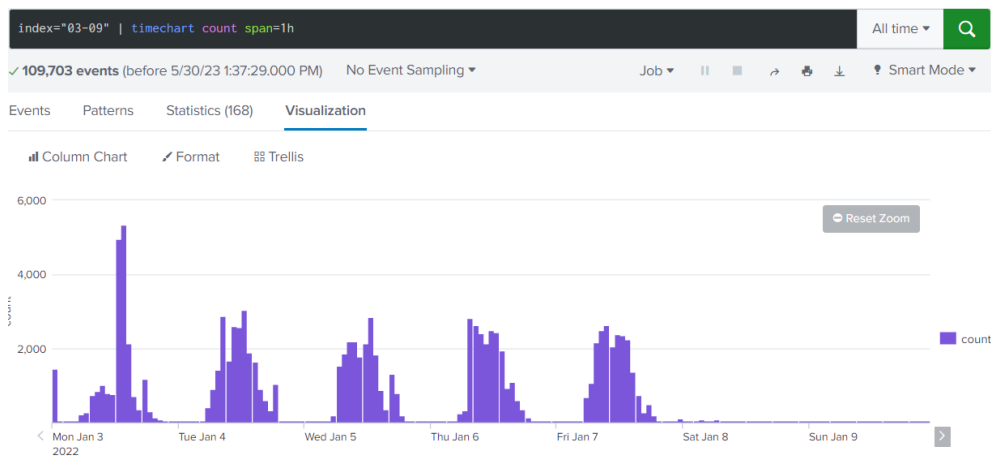 index="03-09" | timechart count span=1h
All time
109,703 events (before 5/30/23 1:37:29.000 PM)
No Event Sampling
Job
Smart Mode
Events
Patterns
Statistics (168)
Visualization
Column Chart
Format
Trellis
6,000
Reset Zoom
4,000
count
2,000
count
Mon Jan 3
2022
Tue Jan 4
Wed Jan 5
Thu Jan 6
Fri Jan 7
Sat Jan 8
Sun Jan 9